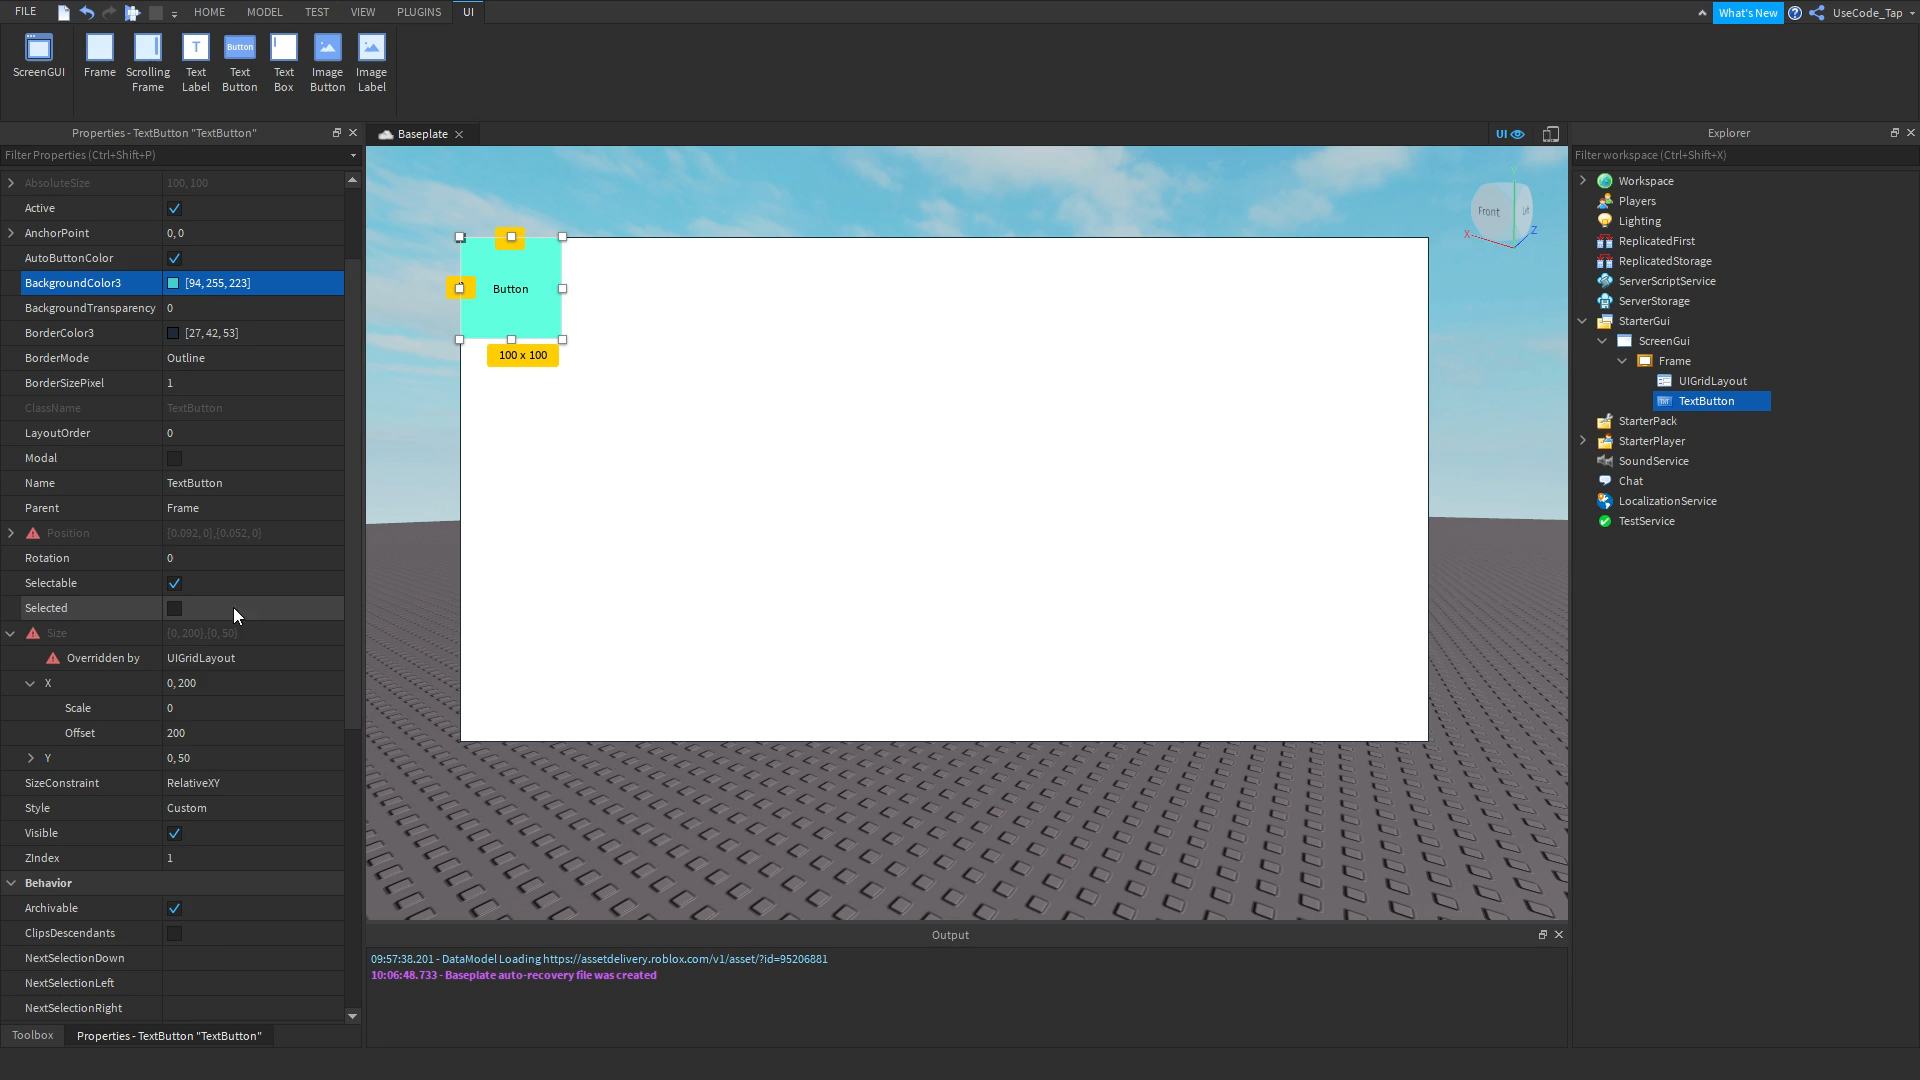 FILE
HOME
MODEL
TEST
VIEW
PLUGINS
UI
What's New
UseCode_Tap
ScreenGUI
Frame
Scrolling
Frame
Text
Label
Button
Text
Button
Text
Box
Image
Button
Image
Label
Properties - TextButton "TextButton"
Filter Properties (Ctrl+Shift+P)
AbsoluteSize 100, 100
Active
AnchorPoint 0, 0
AutoButtonColor
BackgroundColor3 [94, 255, 223]
BackgroundTransparency 0
BorderColor3 [27, 42, 53]
BorderMode Outline
BorderSizePixel 1
ClassName TextButton
LayoutOrder 0
Modal
Name TextButton
Parent Frame
Position {0.092, 0},{0.052, 0}
Rotation 0
Selectable
Selected
Size {0, 200},{0, 50}
Overridden by UIGridLayout
X 0, 200
Scale 0
Offset 200
Y 0, 50
SizeConstraint RelativeXY
Style Custom
Visible
ZIndex 1
Behavior
Archivable
ClipsDescendants
NextSelectionDown
NextSelectionLeft
NextSelectionRight
Toolbox
Properties - TextButton "TextButton"
Baseplate
UI
Button
100 x 100
Front
X
Z
Output
09:57:38.201 - DataModel Loading https://assetdelivery.roblox.com/v1/asset/?id=95206881
10:06:48.733 - Baseplate auto-recovery file was created
Explorer
Filter workspace (Ctrl+Shift+X)
Workspace
Players
Lighting
ReplicatedFirst
ReplicatedStorage
ServerScriptService
ServerStorage
StarterGui
ScreenGui
Frame
UIGridLayout
TextButton
StarterPack
StarterPlayer
SoundService
Chat
LocalizationService
TestService